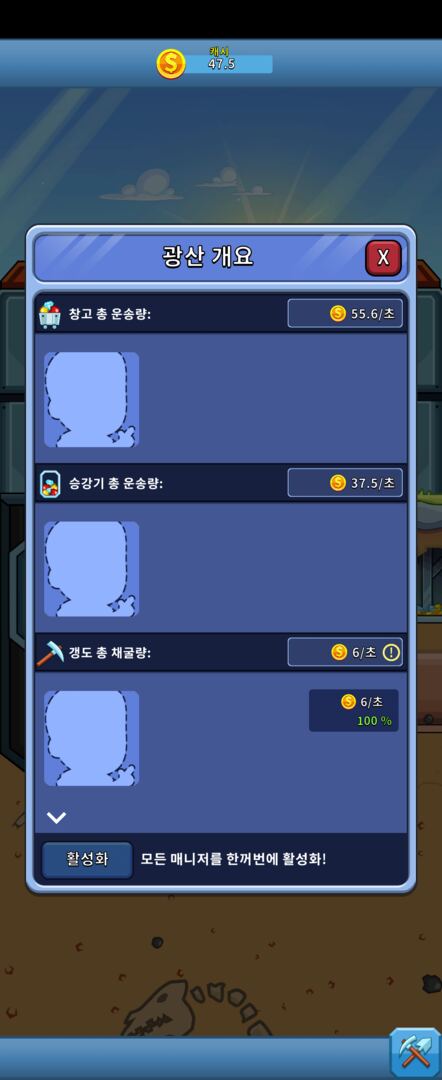 캐시
47.5
광산 개요
X
창고 총 운송량:
55.6/초
승강기 총 운송량:
37.5/초
갱도 총 채굴량:
6/초
6/초
100 %
활성화
모든 매니저를 한꺼번에 활성화!